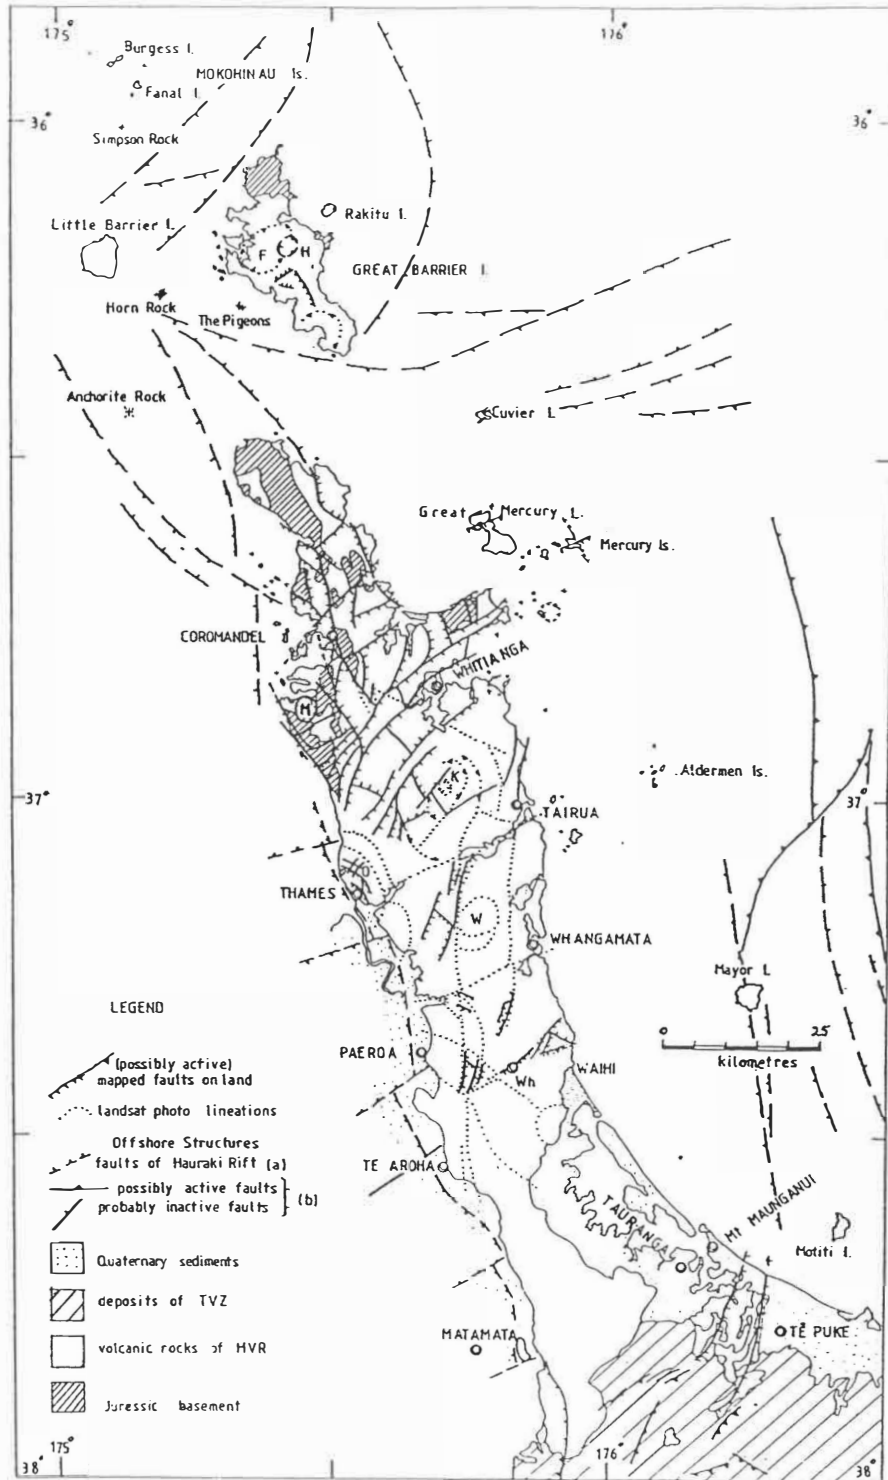 175°
176°
Burgess I.
MOKOHINAU Is.
Fanal I.
36°
36°
Simpson Rock
Little Barrier I.
Rakitu I.
F
H
GREAT BARRIER I.
Horn Rock
The Pigeons
Anchorite Rock
Cuvier I.
Great Mercury I.
Mercury Is.
COROMANDEL
WHITIANGA
M
K
Aldermen Is.
37°
37°
TAIRUA
THAMES
W
WHANGAMATA
Mayor I.
LEGEND
0 25
kilometres
PAEROA
Wh
WAIHI
(possibly active)
mapped faults on land
landsat photo lineations
Offshore Structures
faults of Hauraki Rift (a)
possibly active faults
probably inactive faults
(b)
TE AROHA
TAURANGA
Mt MAUNGANUI
Motiti I.
Quaternary sediments
deposits of TVZ
volcanic rocks of HVR
MATAMATA
TE PUKE
Jurassic basement
175°
176°
38°
38°